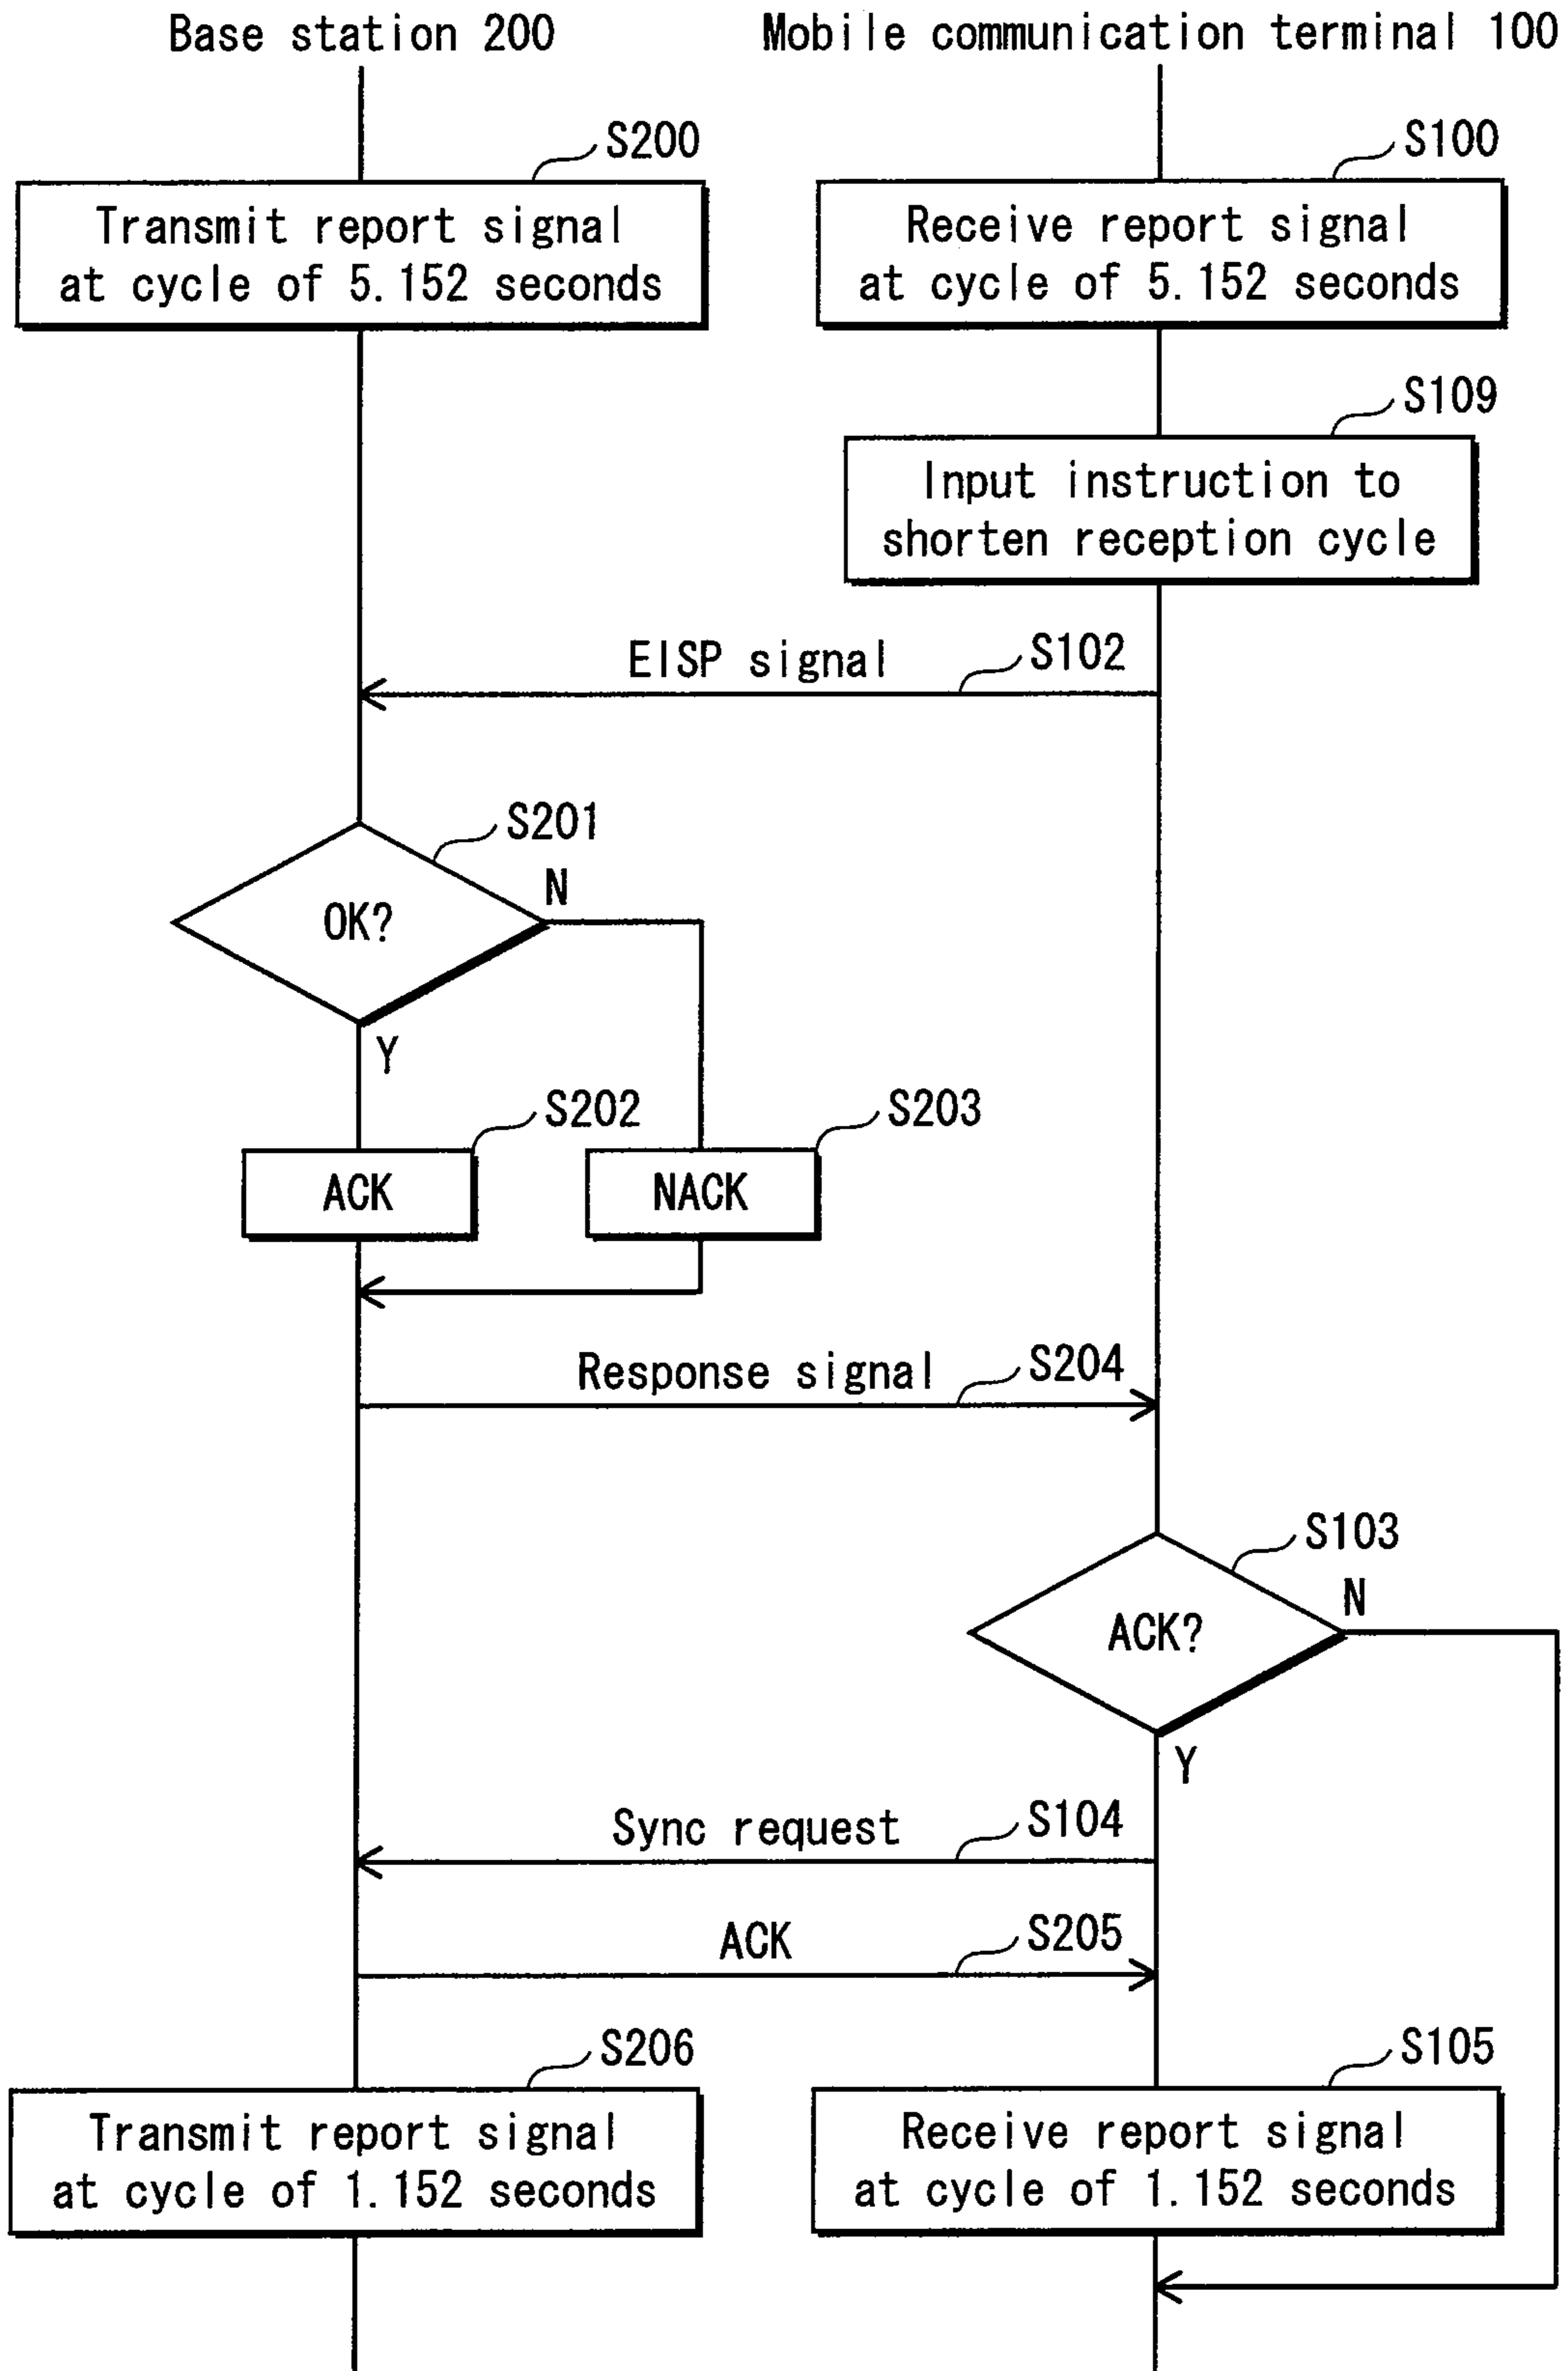 Base station 200
Mobile communication terminal 100
S200
S100
Transmit report signal
at cycle of 5.152 seconds
Receive report signal
at cycle of 5.152 seconds
S109
Input instruction to
shorten reception cycle
EISP signal
S102
S201
N
OK?
Y
S202
S203
ACK
NACK
Response signal
S204
S103
N
ACK?
Y
Sync request
S104
ACK
S205
S206
S105
Transmit report signal
at cycle of 1.152 seconds
Receive report signal
at cycle of 1.152 seconds